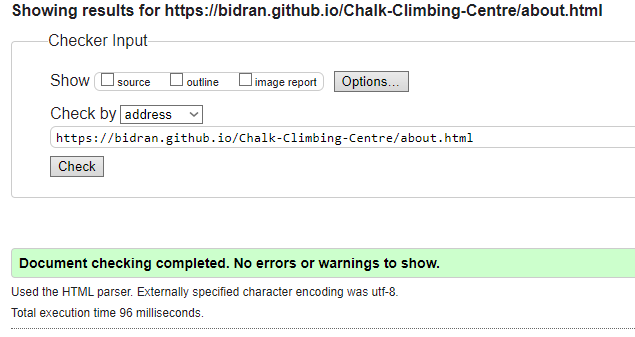 Showing results for https://bidran.github.io/Chalk-Climbing-Centre/about.html
Checker Input
Show source outline image report Options...
Check by address
https://bidran.github.io/Chalk-Climbing-Centre/about.html
Check
Document checking completed. No errors or warnings to show.
Used the HTML parser. Externally specified character encoding was utf-8.
Total execution time 96 milliseconds.